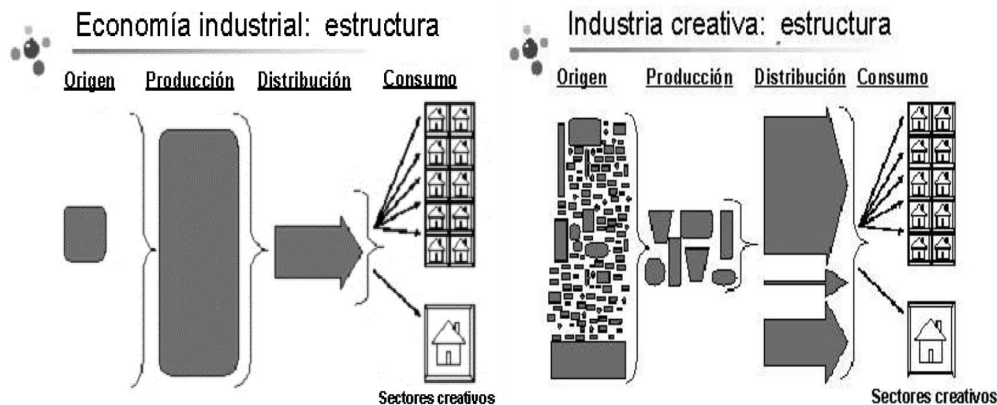 Economía industrial: estructura
Origen Producción Distribución Consumo
Sectores creativos
Industria creativa: estructura
Origen Producción Distribución Consumo
Sectores creativos